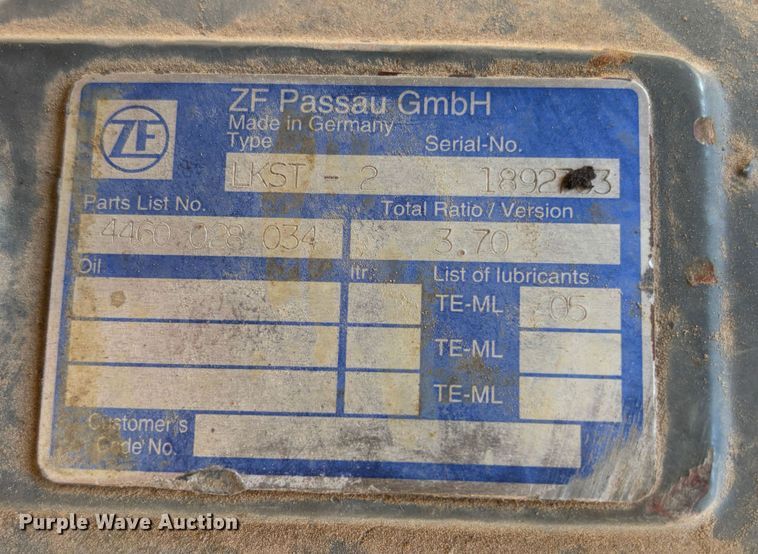 ZF
ZF Passau GmbH
Made in Germany
Type Serial-No.
LKST - 2
Parts List No. Total Ratio / Version
4460 028 034 3.70
Oil ltr. List of lubricants
TE-ML 05
TE-ML
TE-ML
Customer's
Code No.
Purple Wave Auction